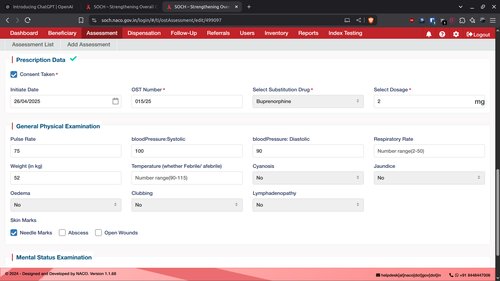 Introducing ChatGPT | OpenAI
SOCH – Strengthening Overall
SOCH – Strengthening Overall
soch.naco.gov.in/login/#/ti/ostAssessment/edit/499097
Dashboard Beneficiary Assessment Dispensation Follow-Up Referrals Users Inventory Reports Index Testing Logout
Assessment List Add Assessment
Prescription Data
Consent Taken *
Initiate Date OST Number * Select Substitution Drug * Select Dosage *
26/04/2025 015/25 Buprenorphine 2 mg
General Physical Examination
Pulse Rate bloodPressure:Systolic bloodPressure: Diastolic Respiratory Rate
75 100 90 Number range(2-50)
Weight (in kg) Temperature (whether Febrile/ afebrile) Cyanosis Jaundice
52 Number range(90-115) No No
Oedema Clubbing Lymphadenopathy
No No No
Skin Marks
Needle Marks Abscess Open Wounds
Mental Status Examination
© 2024 - Designed and Developed by NACO. Version 1.1.68 helpdesk[at]naco[dot]gov[dot]in +91 8448447006